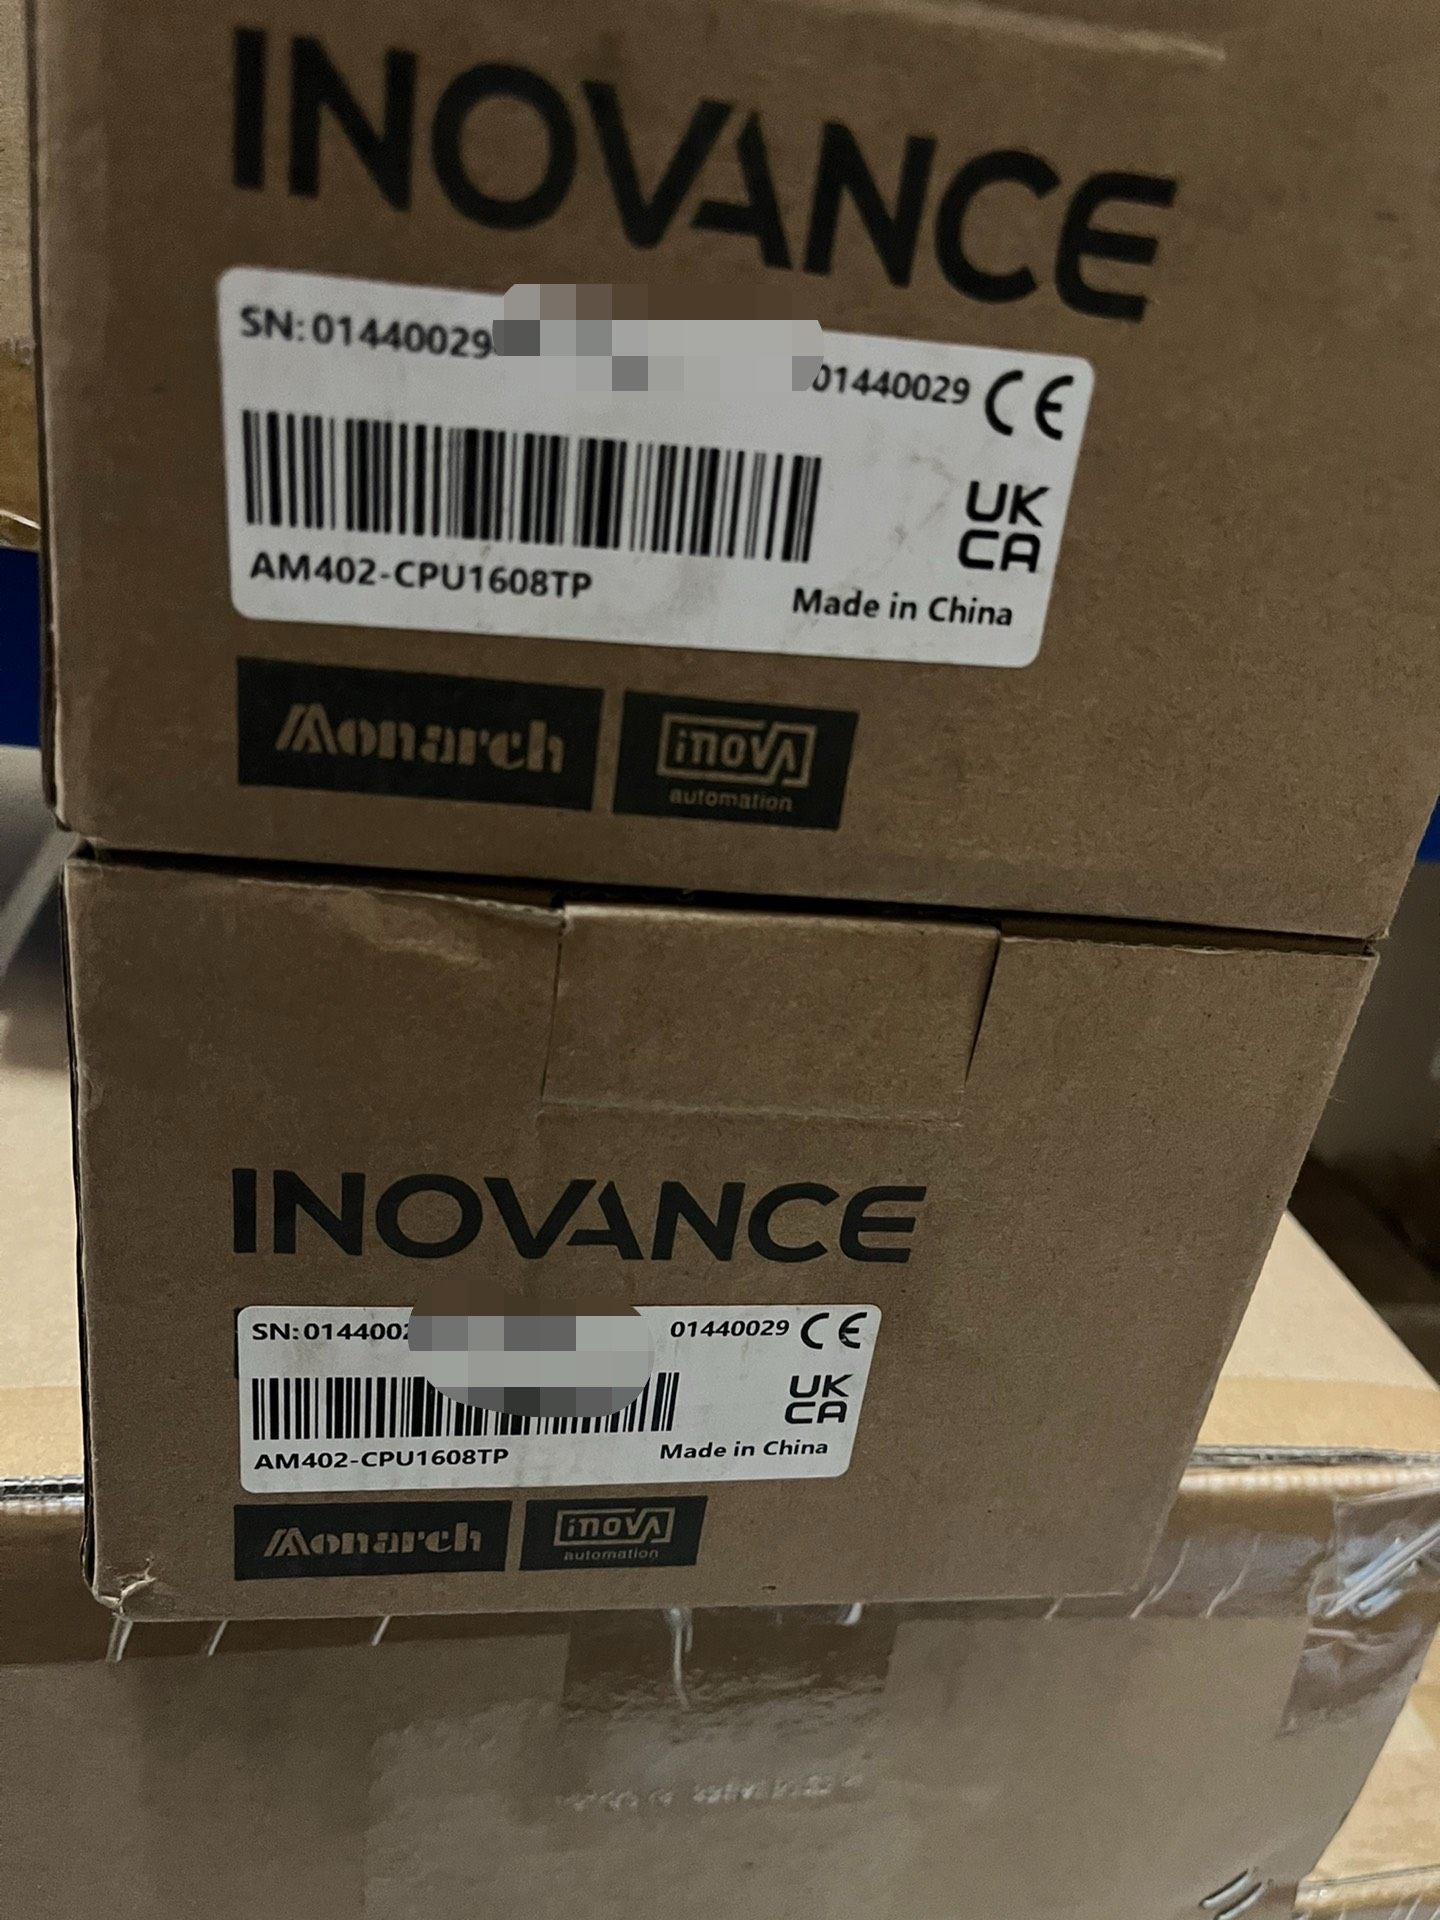 INOVANCE
SN:01440029 01440029 CE
UK
CA
AM402-CPU1608TP
Made in China
Monarch inovA
automation
INOVANCE
SN:0144002 01440029 CE
UK
CA
AM402-CPU1608TP
Made in China
Monarch inovA
automation